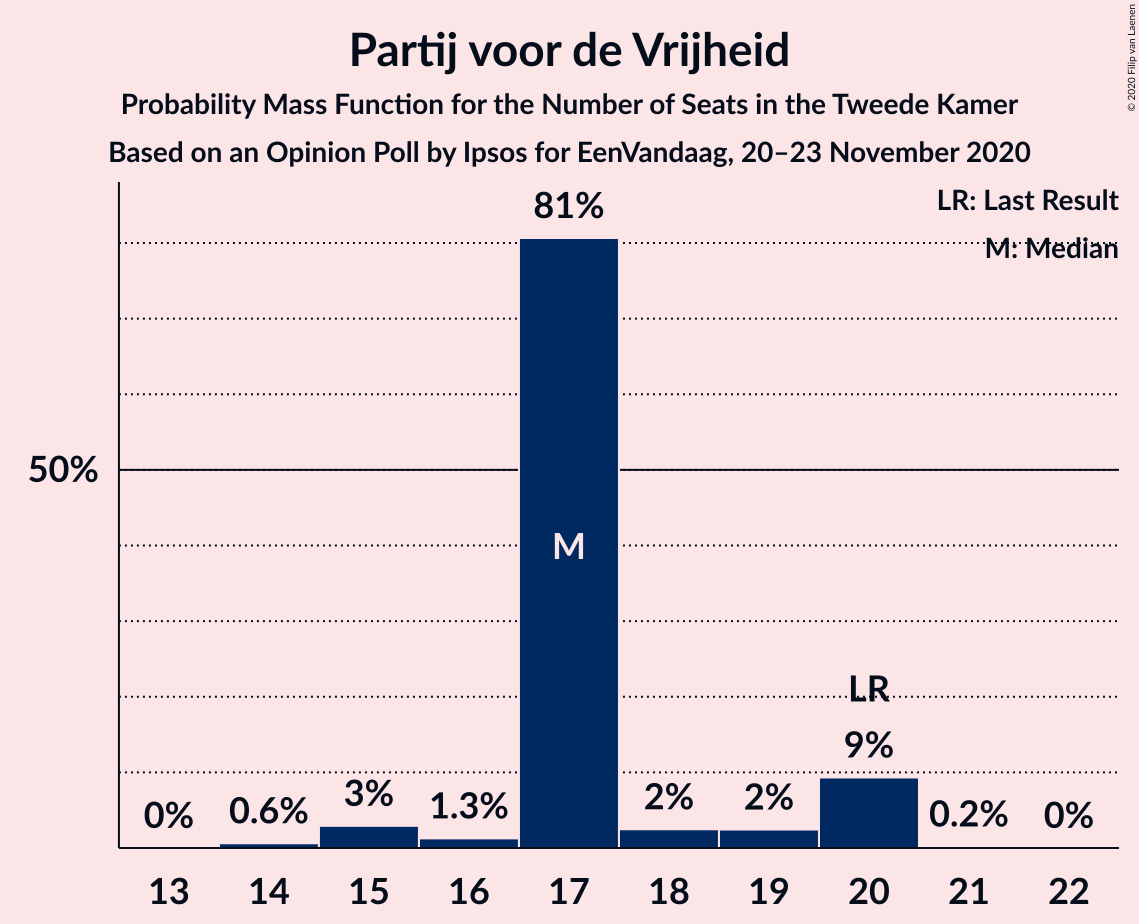 Partij voor de Vrijheid
Probability Mass Function for the Number of Seats in the Tweede Kamer
Based on an Opinion Poll by Ipsos for EenVandaag, 20–23 November 2020
© 2020 Filip van Laenen
LR: Last Result
M: Median
81%
50%
M
LR
9%
0%
0.6%
3%
1.3%
2%
2%
0.2%
0%
13 14 15 16 17 18 19 20 21 22